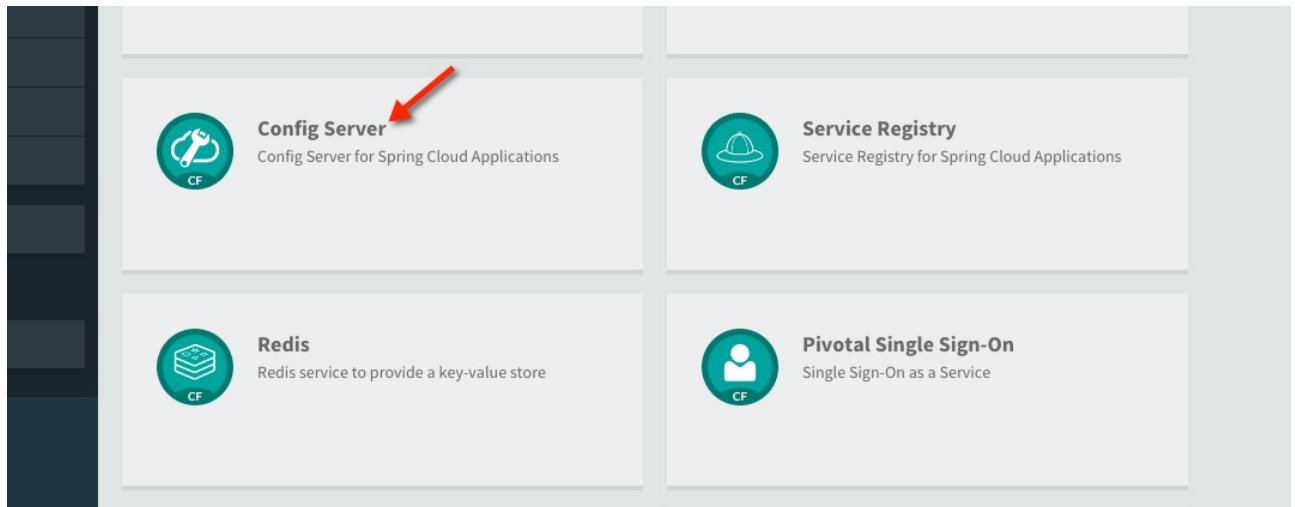 Config Server
Config Server for Spring Cloud Applications
CF
Service Registry
Service Registry for Spring Cloud Applications
CF
Redis
Redis service to provide a key-value store
CF
Pivotal Single Sign-On
Single Sign-On as a Service
CF